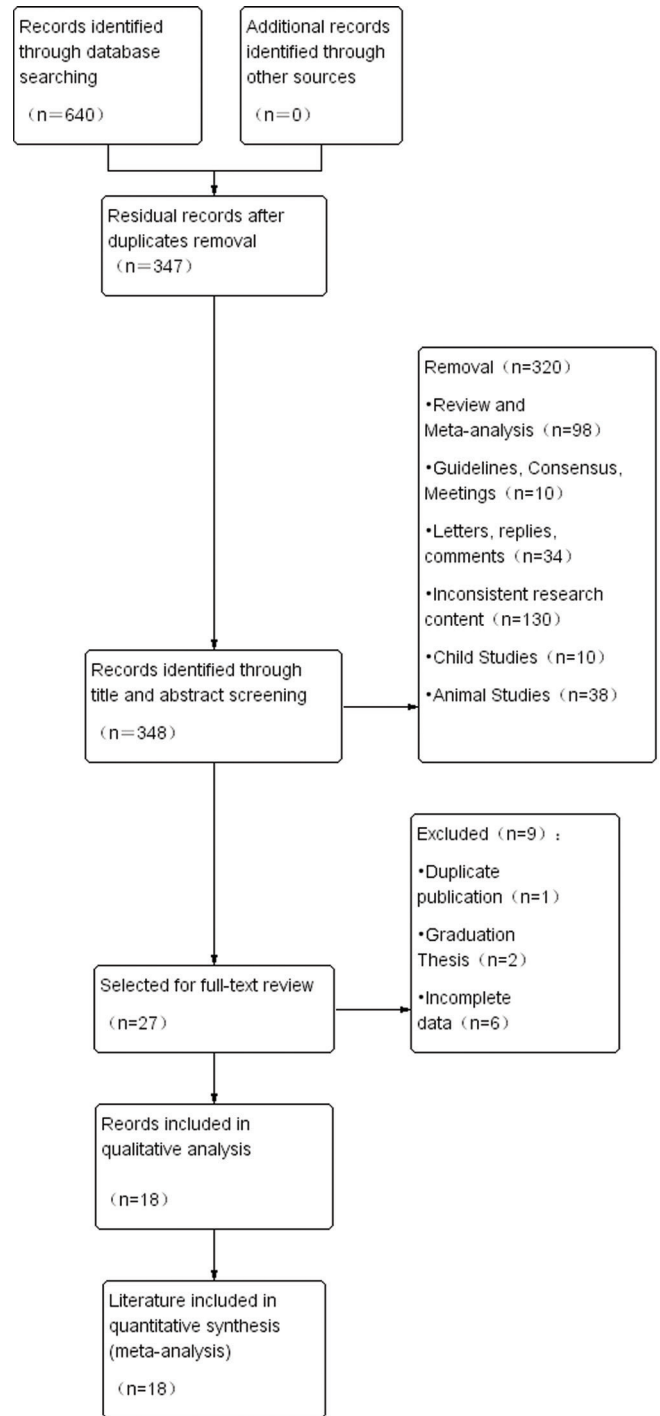 Records identified
through database
searching
（n＝640）
Additional records
identified through
other sources
（n＝0）
Residual records after
duplicates removal
（n＝347）
Removal（n=320）
•Review and
Meta-analysis（n=98）
•Guidelines, Consensus,
Meetings（n=10）
•Letters, replies,
comments（n=34）
•Inconsistent research
content（n=130）
•Child Studies（n=10）
•Animal Studies（n=38）
Records identified through
title and abstract screening
（n＝348）
Excluded（n=9）：
•Duplicate
publication（n=1）
•Graduation
Thesis（n=2）
•Incomplete
data（n=6）
Selected for full-text review
（n=27）
Reords included in
qualitative analysis
（n=18）
Literature included in
quantitative synthesis
(meta-analysis)
（n=18）